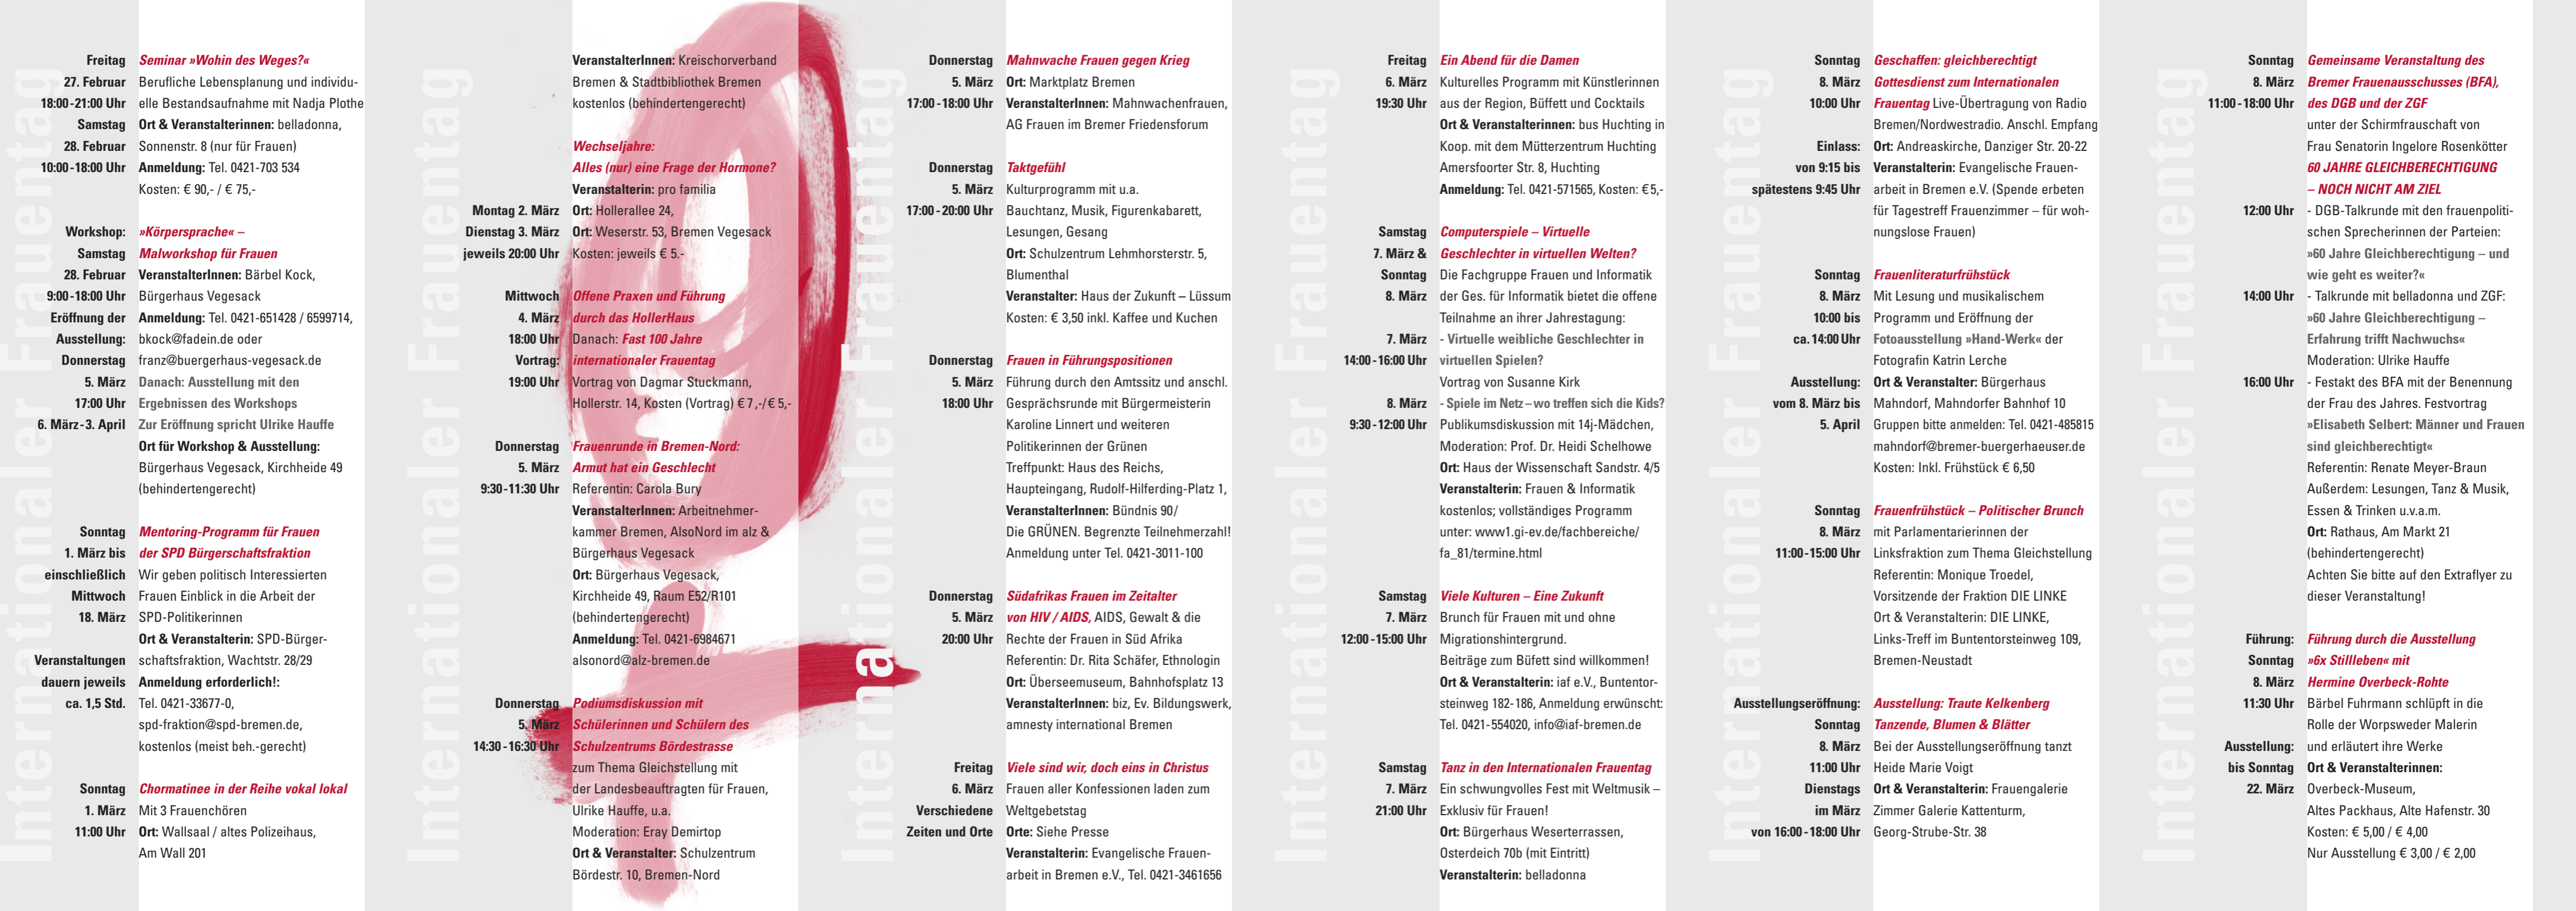 Internationaler Frauentag
Freitag
27. Februar
18:00-21:00 Uhr
Samstag
28. Februar
10:00-18:00 Uhr
Seminar »Wohin des Weges?«
Berufliche Lebensplanung und individu-
elle Bestandsaufnahme mit Nadja Plothe
Ort & Veranstalterinnen: belladonna,
Sonnenstr. 8 (nur für Frauen)
Anmeldung: Tel. 0421-703 534
Kosten: € 90,- / € 75,-
Workshop:
Samstag
28. Februar
9:00-18:00 Uhr
Eröffnung der
Ausstellung:
Donnerstag
5. März
17:00 Uhr
6. März-3. April
»Körpersprache« –
Malworkshop für Frauen
VeranstalterInnen: Bärbel Kock,
Bürgerhaus Vegesack
Anmeldung: Tel. 0421-651428 / 6599714,
bkock@fadein.de oder
franz@buergerhaus-vegesack.de
Danach: Ausstellung mit den
Ergebnissen des Workshops
Zur Eröffnung spricht Ulrike Hauffe
Ort für Workshop & Ausstellung:
Bürgerhaus Vegesack, Kirchheide 49
(behindertengerecht)
Sonntag
1. März bis
einschließlich
Mittwoch
18. März
Veranstaltungen
dauern jeweils
ca. 1,5 Std.
Mentoring-Programm für Frauen
der SPD Bürgerschaftsfraktion
Wir geben politisch Interessierten
Frauen Einblick in die Arbeit der
SPD-Politikerinnen
Ort & Veranstalterin: SPD-Bürger-
schaftsfraktion, Wachtstr. 28/29
Anmeldung erforderlich!:
Tel. 0421-33677-0,
spd-fraktion@spd-bremen.de,
kostenlos (meist beh.-gerecht)
Sonntag
1. März
11:00 Uhr
Chormatinee in der Reihe vokal lokal
Mit 3 Frauenchören
Ort: Wallsaal / altes Polizeihaus,
Am Wall 201
Internationaler Frauentag
VeranstalterInnen: Kreischorverband
Bremen & Stadtbibliothek Bremen
kostenlos (behindertengerecht)
Montag 2. März
Dienstag 3. März
jeweils 20:00 Uhr
Wechseljahre:
Alles (nur) eine Frage der Hormone?
Veranstalterin: pro familia
Ort: Hollerallee 24,
Ort: Weserstr. 53, Bremen Vegesack
Kosten: jeweils € 5.-
Mittwoch
4. März
18:00 Uhr
Vortrag:
19:00 Uhr
Offene Praxen und Führung
durch das HollerHaus
Danach: Fast 100 Jahre
internationaler Frauentag
Vortrag von Dagmar Stuckmann,
Hollerstr. 14, Kosten (Vortrag) € 7,-/€ 5,-
Donnerstag
5. März
9:30-11:30 Uhr
Frauenrunde in Bremen-Nord:
Armut hat ein Geschlecht
Referentin: Carola Bury
VeranstalterInnen: Arbeitnehmer-
kammer Bremen, AlsoNord im alz &
Bürgerhaus Vegesack
Ort: Bürgerhaus Vegesack,
Kirchheide 49, Raum E52/R101
(behindertengerecht)
Anmeldung: Tel. 0421-6984671
alsonord@alz-bremen.de
Donnerstag
5. März
14:30-16:30 Uhr
Podiumsdiskussion mit
Schülerinnen und Schülern des
Schulzentrums Bördestrasse
zum Thema Gleichstellung mit
der Landesbeauftragten für Frauen,
Ulrike Hauffe, u.a.
Moderation: Eray Demirtop
Ort & Veranstalter: Schulzentrum
Bördestr. 10, Bremen-Nord
Internationaler Frauentag
Donnerstag
5. März
17:00-18:00 Uhr
Mahnwache Frauen gegen Krieg
Ort: Marktplatz Bremen
VeranstalterInnen: Mahnwachenfrauen,
AG Frauen im Bremer Friedensforum
Donnerstag
5. März
17:00-20:00 Uhr
Taktgefühl
Kulturprogramm mit u.a.
Bauchtanz, Musik, Figurenkabarett,
Lesungen, Gesang
Ort: Schulzentrum Lehmhorsterstr. 5,
Blumenthal
Veranstalter: Haus der Zukunft – Lüssum
Kosten: € 3,50 inkl. Kaffee und Kuchen
Donnerstag
5. März
18:00 Uhr
Frauen in Führungspositionen
Führung durch den Amtssitz und anschl.
Gesprächsrunde mit Bürgermeisterin
Karoline Linnert und weiteren
Politikerinnen der Grünen
Treffpunkt: Haus des Reichs,
Haupteingang, Rudolf-Hilferding-Platz 1,
VeranstalterInnen: Bündnis 90/
Die GRÜNEN. Begrenzte Teilnehmerzahl!
Anmeldung unter Tel. 0421-3011-100
Donnerstag
5. März
20:00 Uhr
Südafrikas Frauen im Zeitalter
von HIV / AIDS, AIDS, Gewalt & die
Rechte der Frauen in Süd Afrika
Referentin: Dr. Rita Schäfer, Ethnologin
Ort: Überseemuseum, Bahnhofsplatz 13
VeranstalterInnen: biz, Ev. Bildungswerk,
amnesty international Bremen
Freitag
6. März
Verschiedene
Zeiten und Orte
Viele sind wir, doch eins in Christus
Frauen aller Konfessionen laden zum
Weltgebetstag
Orte: Siehe Presse
Veranstalterin: Evangelische Frauen-
arbeit in Bremen e.V., Tel. 0421-3461656
Internationaler Frauentag
Freitag
6. März
19:30 Uhr
Ein Abend für die Damen
Kulturelles Programm mit Künstlerinnen
aus der Region, Büffett und Cocktails
Ort & Veranstalterinnen: bus Huchting in
Koop. mit dem Mütterzentrum Huchting
Amersfoorter Str. 8, Huchting
Anmeldung: Tel. 0421-571565, Kosten: € 5,-
Samstag
7. März &
Sonntag
8. März
7. März
14:00-16:00 Uhr
8. März
9:30-12:00 Uhr
Computerspiele – Virtuelle
Geschlechter in virtuellen Welten?
Die Fachgruppe Frauen und Informatik
der Ges. für Informatik bietet die offene
Teilnahme an ihrer Jahrestagung:
- Virtuelle weibliche Geschlechter in
virtuellen Spielen?
Vortrag von Susanne Kirk
- Spiele im Netz – wo treffen sich die Kids?
Publikumsdiskussion mit 14j-Mädchen,
Moderation: Prof. Dr. Heidi Schelhowe
Ort: Haus der Wissenschaft Sandstr. 4/5
Veranstalterin: Frauen & Informatik
kostenlos; vollständiges Programm
unter: www1.gi-ev.de/fachbereiche/
fa_81/termine.html
Samstag
7. März
12:00-15:00 Uhr
Viele Kulturen – Eine Zukunft
Brunch für Frauen mit und ohne
Migrationshintergrund.
Beiträge zum Büfett sind willkommen!
Ort & Veranstalterin: iaf e.V., Buntentor-
steinweg 182-186, Anmeldung erwünscht:
Tel. 0421-554020, info@iaf-bremen.de
Samstag
7. März
21:00 Uhr
Tanz in den Internationalen Frauentag
Ein schwungvolles Fest mit Weltmusik –
Exklusiv für Frauen!
Ort: Bürgerhaus Weserterrassen,
Osterdeich 70b (mit Eintritt)
Veranstalterin: belladonna
Internationaler Frauentag
Sonntag
8. März
10:00 Uhr
Einlass:
von 9:15 bis
spätestens 9:45 Uhr
Geschaffen: gleichberechtigt
Gottesdienst zum Internationalen
Frauentag Live-Übertragung von Radio
Bremen/Nordwestradio. Anschl. Empfang
Ort: Andreaskirche, Danziger Str. 20-22
Veranstalterin: Evangelische Frauen-
arbeit in Bremen e.V. (Spende erbeten
für Tagestreff Frauenzimmer – für woh-
nungslose Frauen)
Sonntag
8. März
10:00 bis
ca. 14:00 Uhr
Ausstellung:
vom 8. März bis
5. April
Frauenliteraturfrühstück
Mit Lesung und musikalischem
Programm und Eröffnung der
Fotoausstellung »Hand-Werk« der
Fotografin Katrin Lerche
Ort & Veranstalter: Bürgerhaus
Mahndorf, Mahndorfer Bahnhof 10
Gruppen bitte anmelden: Tel. 0421-485815
mahndorf@bremer-buergerhaeuser.de
Kosten: Inkl. Frühstück € 6,50
Sonntag
8. März
11:00-15:00 Uhr
Frauenfrühstück – Politischer Brunch
mit Parlamentarierinnen der
Linksfraktion zum Thema Gleichstellung
Referentin: Monique Troedel,
Vorsitzende der Fraktion DIE LINKE
Ort & Veranstalterin: DIE LINKE,
Links-Treff im Buntentorsteinweg 109,
Bremen-Neustadt
Ausstellungseröffnung:
Sonntag
8. März
11:00 Uhr
Dienstags
im März
von 16:00-18:00 Uhr
Ausstellung: Traute Kelkenberg
Tanzende, Blumen & Blätter
Bei der Ausstellungseröffnung tanzt
Heide Marie Voigt
Ort & Veranstalterin: Frauengalerie
Zimmer Galerie Kattenturm,
Georg-Strube-Str. 38
Internationaler Frauentag
Sonntag
8. März
11:00-18:00 Uhr
12:00 Uhr
14:00 Uhr
16:00 Uhr
Gemeinsame Veranstaltung des
Bremer Frauenausschusses (BFA),
des DGB und der ZGF
unter der Schirmfrauschaft von
Frau Senatorin Ingelore Rosenkötter
60 JAHRE GLEICHBERECHTIGUNG
– NOCH NICHT AM ZIEL
- DGB-Talkrunde mit den frauenpoliti-
schen Sprecherinnen der Parteien:
»60 Jahre Gleichberechtigung – und
wie geht es weiter?«
- Talkrunde mit belladonna und ZGF:
»60 Jahre Gleichberechtigung –
Erfahrung trifft Nachwuchs«
Moderation: Ulrike Hauffe
- Festakt des BFA mit der Benennung
der Frau des Jahres. Festvortrag
»Elisabeth Selbert: Männer und Frauen
sind gleichberechtigt«
Referentin: Renate Meyer-Braun
Außerdem: Lesungen, Tanz & Musik,
Essen & Trinken u.v.a.m.
Ort: Rathaus, Am Markt 21
(behindertengerecht)
Achten Sie bitte auf den Extraflyer zu
dieser Veranstaltung!
Führung:
Sonntag
8. März
11:30 Uhr
Ausstellung:
bis Sonntag
22. März
Führung durch die Ausstellung
»6x Stillleben« mit
Hermine Overbeck-Rohte
Bärbel Fuhrmann schlüpft in die
Rolle der Worpsweder Malerin
und erläutert ihre Werke
Ort & Veranstalterinnen:
Overbeck-Museum,
Altes Packhaus, Alte Hafenstr. 30
Kosten: € 5,00 / € 4,00
Nur Ausstellung € 3,00 / € 2,00